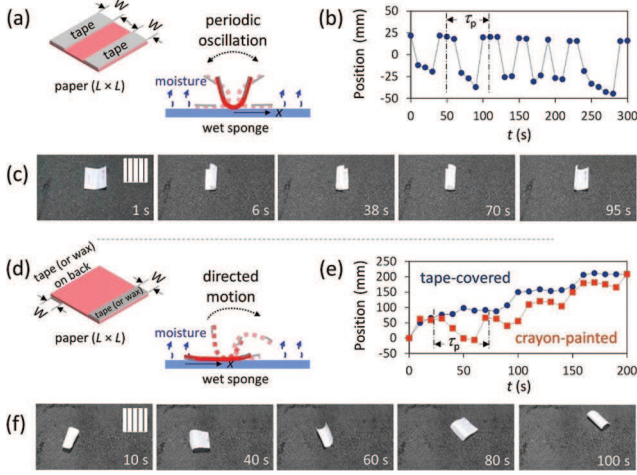 (a)
tape
W
tape
paper (L × L)
periodic
oscillation
moisture
x
wet sponge
(b)
Position (mm)
50
25
0
-25
-50
τp
0 50 100 150 200 250 300
t (s)
(c)
1 s
6 s
38 s
70 s
95 s
(d)
tape (or wax)
on back
W
tape (or wax)
W
paper (L × L)
directed
motion
moisture
x
wet sponge
(e)
Position (mm)
250
200
150
100
50
0
-50
tape-covered
τp
crayon-painted
0 50 100 150 200
t (s)
(f)
10 s
40 s
60 s
80 s
100 s